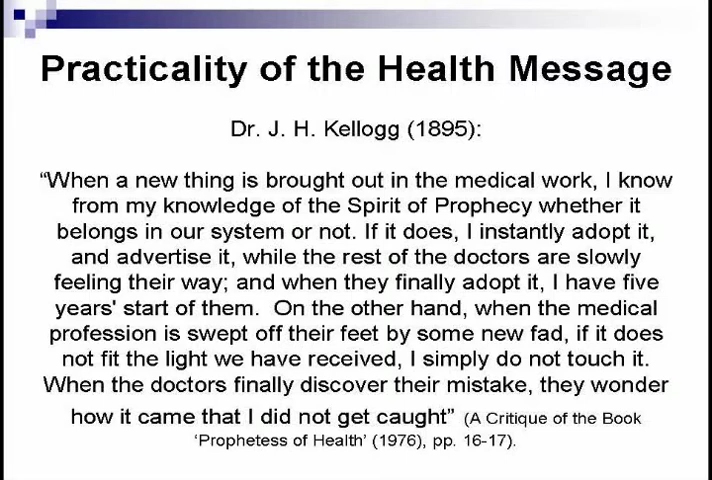 Practicality of the Health Message
Dr. J. H. Kellogg (1895):
“When a new thing is brought out in the medical work, I know
from my knowledge of the Spirit of Prophecy whether it
belongs in our system or not. If it does, I instantly adopt it,
and advertise it, while the rest of the doctors are slowly
feeling their way; and when they finally adopt it, I have five
years' start of them.  On the other hand, when the medical
profession is swept off their feet by some new fad, if it does
not fit the light we have received, I simply do not touch it.
When the doctors finally discover their mistake, they wonder
how it came that I did not get caught” (A Critique of the Book
‘Prophetess of Health’ (1976), pp. 16-17).